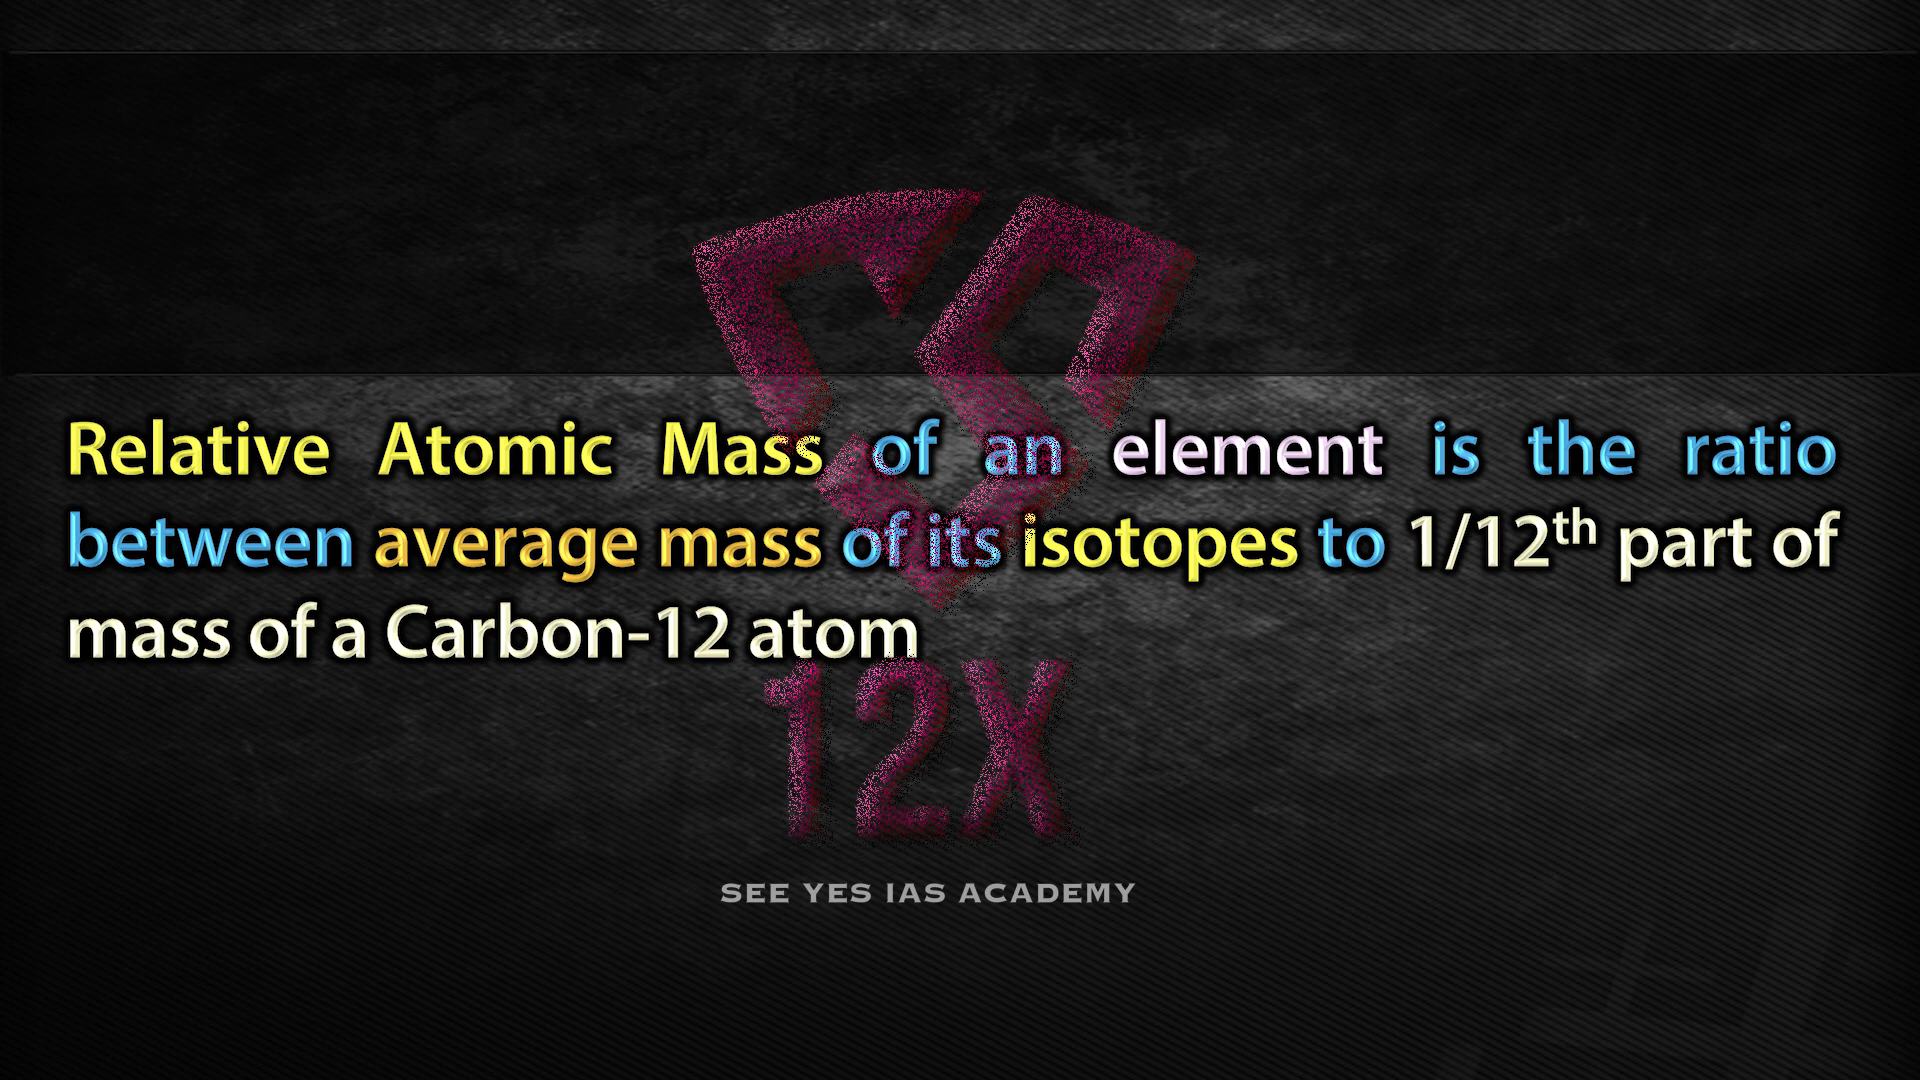 Relative Atomic Mass of an element is the ratio
between average mass of its isotopes to 1/12th part of
mass of a Carbon-12 atom
12X
SEE YES IAS ACADEMY